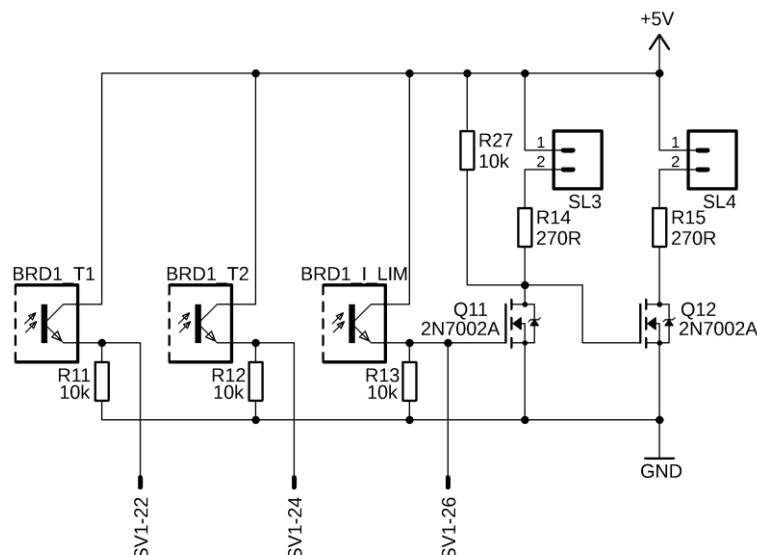 +5V
R27
10k
1
2
SL3
1
2
SL4
R14
270R
R15
270R
BRD1_T1
BRD1_T2
BRD1_I_LIM
Q11
2N7002A
Q12
2N7002A
R11
10k
R12
10k
R13
10k
GND
SV1-22
SV1-24
SV1-26